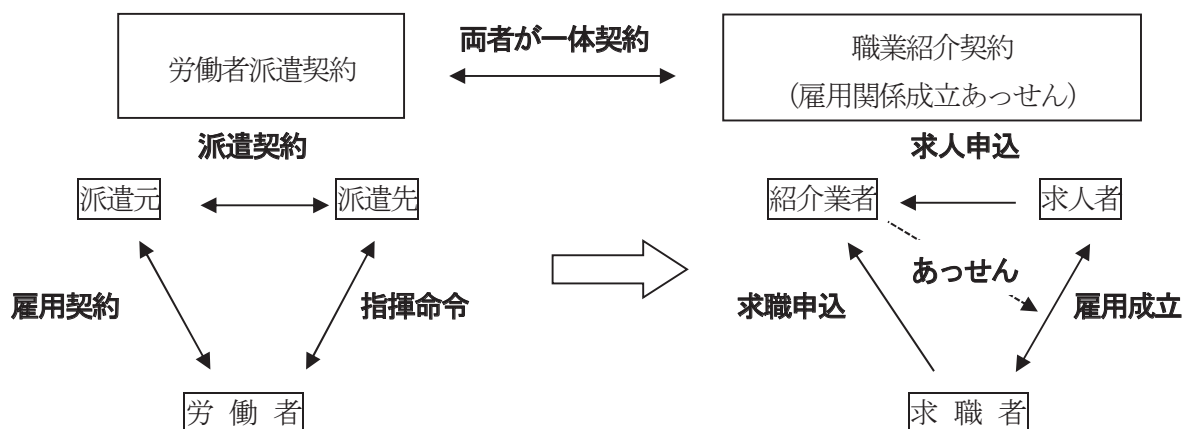 労働者派遣契約
両者が一体契約
職業紹介契約
(雇用関係成立あっせん)
派遣契約
求人申込
派遣元
派遣先
紹介業者
求人者
あっせん
雇用契約
指揮命令
求職申込
雇用成立
労 働 者
求 職 者